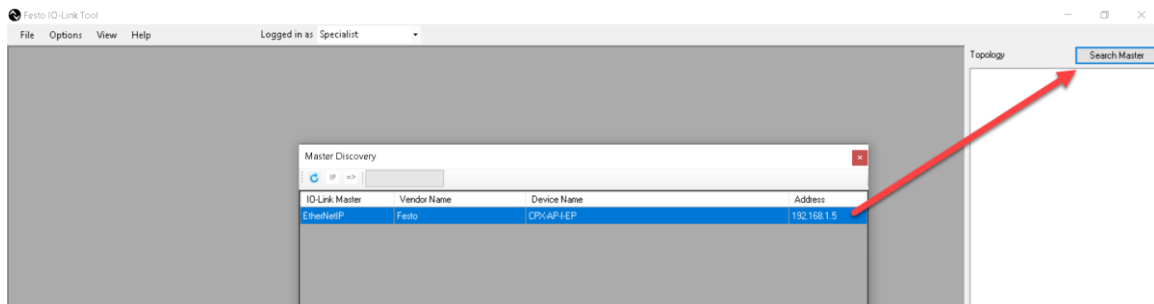 Festo IO-Link Tool
File Options View Help Logged in as Specialist
Topology Search Master
Master Discovery
IP =>
IO-Link Master Vendor Name Device Name Address
EtherNetIP Festo CPX-AP-I-EP 192.168.1.5